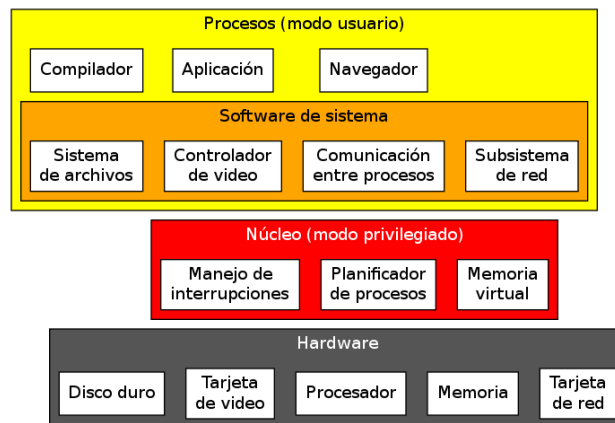 Procesos (modo usuario)
Compilador
Aplicación
Navegador
Software de sistema
Sistema
de archivos
Controlador
de video
Comunicación
entre procesos
Subsistema
de red
Núcleo (modo privilegiado)
Manejo de
interrupciones
Planificador
de procesos
Memoria
virtual
Hardware
Disco duro
Tarjeta
de video
Procesador
Memoria
Tarjeta
de red